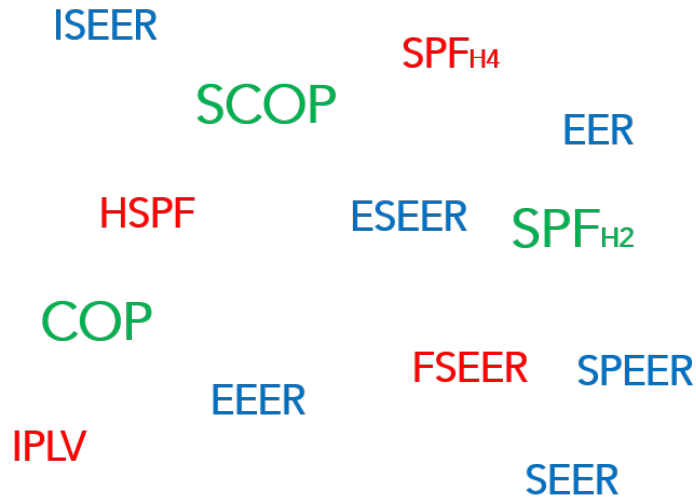 ISEER
SPFH4
SCOP
EER
HSPF
ESEER
SPFH2
COP
FSEER
SPEER
EEER
IPLV
SEER